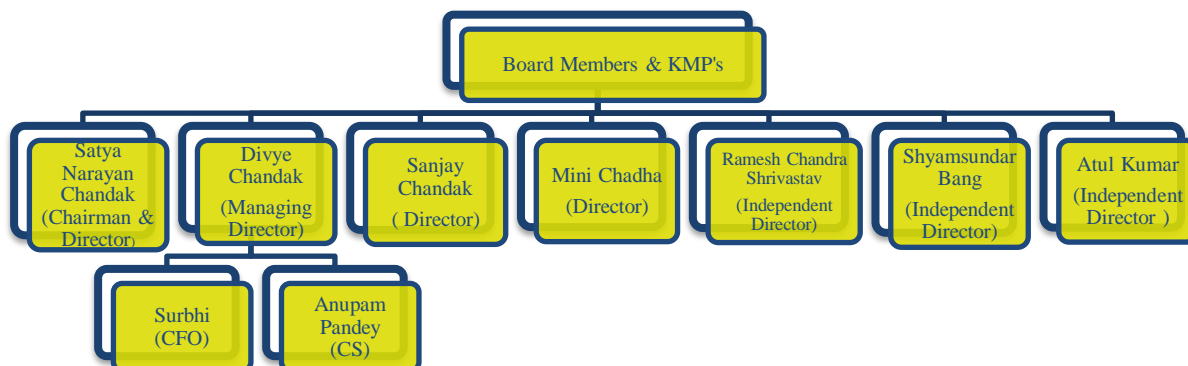 Board Members & KMP's
Satya
Narayan
Chandak
(Chairman &
Director)
Divye
Chandak
(Managing
Director)
Sanjay
Chandak
( Director)
Mini Chadha
(Director)
Ramesh Chandra
Shrivastav
(Independent
Director)
Shyamsundar
Bang
(Independent
Director)
Atul Kumar
(Independent
Director )
Surbhi
(CFO)
Anupam
Pandey
(CS)